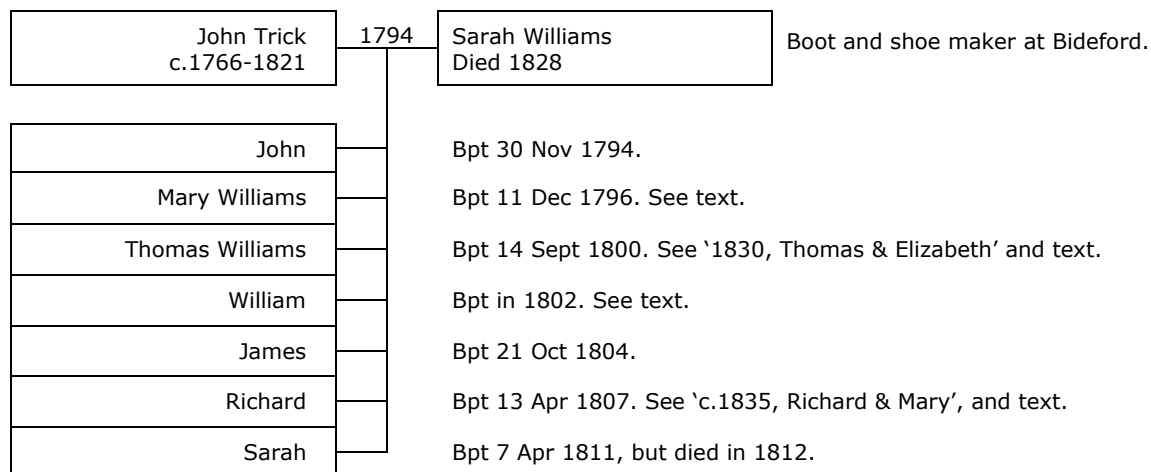 John Trick 1794 Sarah Williams Boot and shoe maker at Bideford.
c.1766-1821 Died 1828
John Bpt 30 Nov 1794.
Mary Williams Bpt 11 Dec 1796. See text.
Thomas Williams Bpt 14 Sept 1800. See ‘1830, Thomas & Elizabeth’ and text.
William Bpt in 1802. See text.
James Bpt 21 Oct 1804.
Richard Bpt 13 Apr 1807. See ‘c.1835, Richard & Mary’, and text.
Sarah Bpt 7 Apr 1811, but died in 1812.